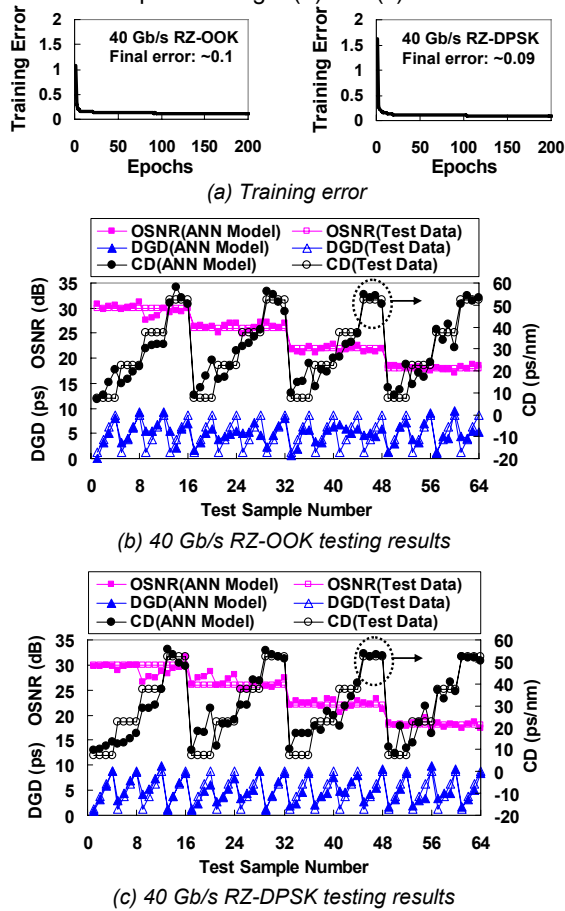 2
1.5
1
0.5
0
Training Error
40 Gb/s RZ-OOK
Final error: ~0.1
0 50 100 150 200
Epochs
2
1.5
1
0.5
0
Training Error
40 Gb/s RZ-DPSK
Final error: ~0.09
0 50 100 150 200
Epochs
(a) Training error
OSNR(ANN Model) OSNR(Test Data)
DGD(ANN Model) DGD(Test Data)
CD(ANN Model) CD(Test Data)
35
30
25
20
15
10
5
0
DGD (ps) OSNR (dB)
60
50
40
30
20
10
0
-10
-20
CD (ps/nm)
0 8 16 24 32 40 48 56 64
Test Sample Number
(b) 40 Gb/s RZ-OOK testing results
OSNR(ANN Model) OSNR(Test Data)
DGD(ANN Model) DGD(Test Data)
CD(ANN Model) CD(Test Data)
35
30
25
20
15
10
5
0
DGD (ps) OSNR (dB)
60
50
40
30
20
10
0
-10
-20
CD (ps/nm)
0 8 16 24 32 40 48 56 64
Test Sample Number
(c) 40 Gb/s RZ-DPSK testing results